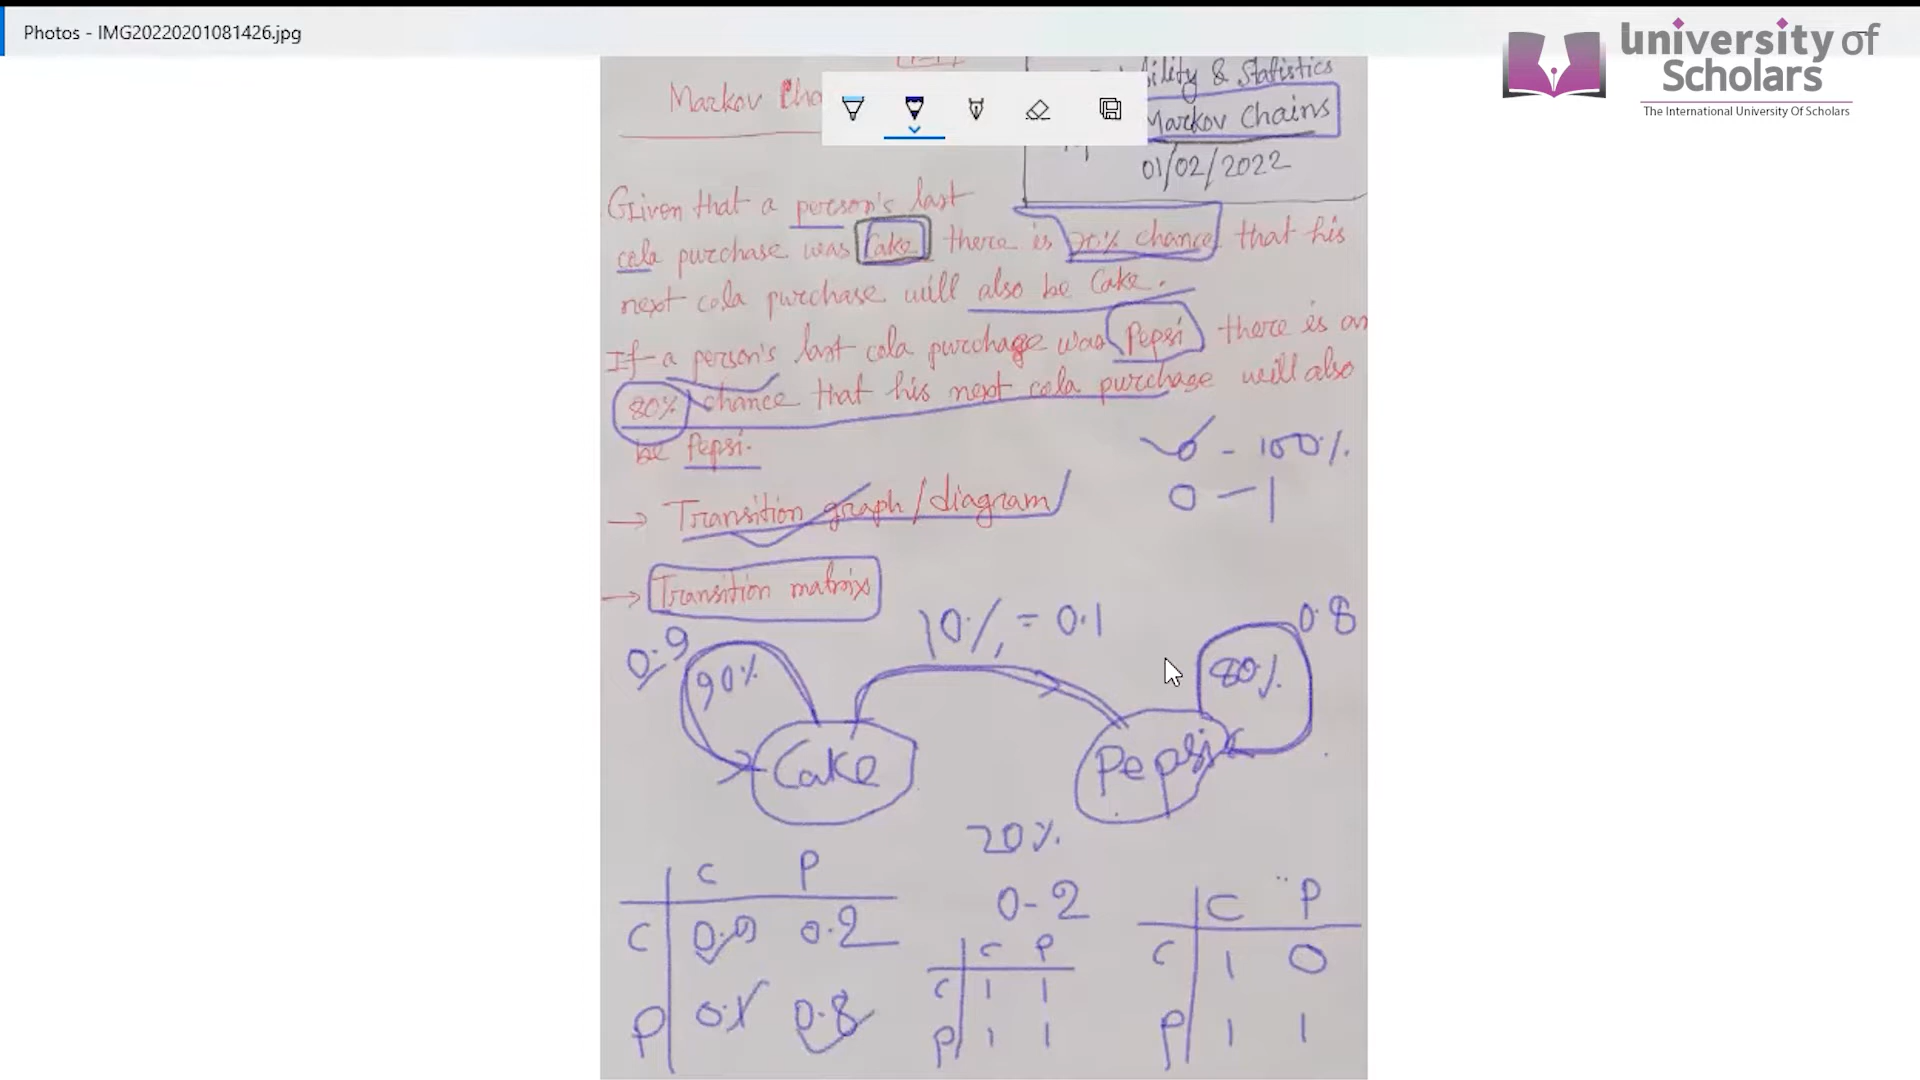 Photos - IMG20220201081426.jpg
University of
Scholars
The International University Of Scholars
& Statistics
Markov Chains
01/02/2022
Markov
Given that a person's last
cola purchase was Cake there is 90% chance that his
next cola purchase will also be Cake.
If a person's last cola purchase was Pepsi there is an
80% chance that his next cola purchase will also
be Pepsi.
0 - 100%
0 - 1
→ Transition graph/diagram
→ Transition matrix
10% = 0.1
0.8
0.9
90%
80%
Cake
Pepsi
20%
0.2
C P
C 0.9 0.2
P 0.1 0.8
C P
C 1 1
P 1 1
C P
C 1 0
P 1 1